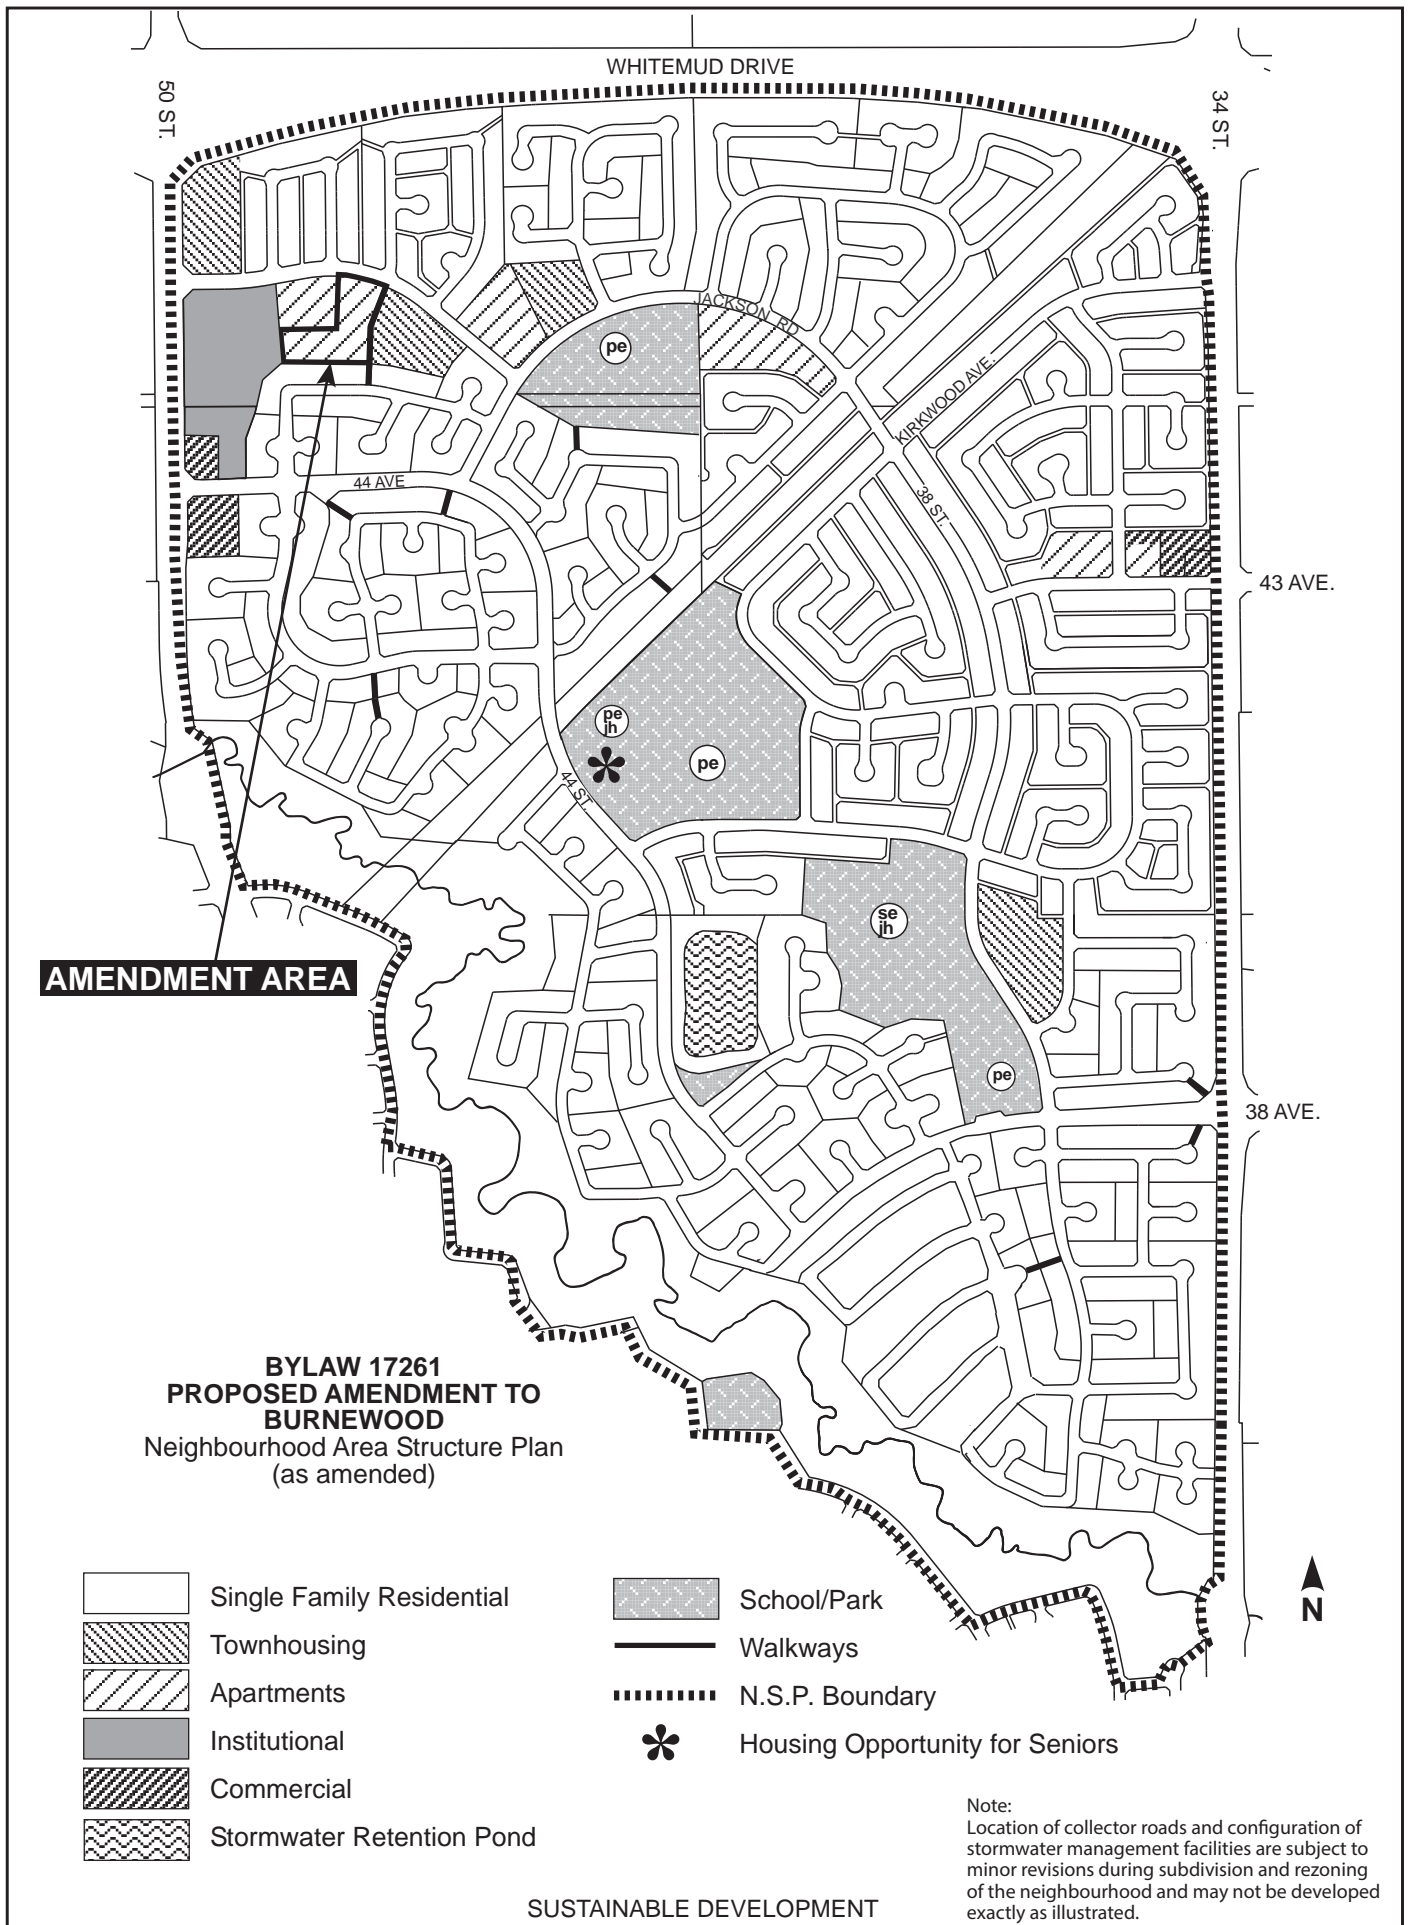 WHITEMUD DRIVE
50 ST.
34 ST.
JACKSON RD
pe
KIRKWOOD AVE.
44 AVE
38 ST.
43 AVE.
pe
jh
pe
44 ST.
se
jh
AMENDMENT AREA
pe
38 AVE.
BYLAW 17261
PROPOSED AMENDMENT TO
BURNEWOOD
Neighbourhood Area Structure Plan
(as amended)
Single Family Residential
Townhousing
Apartments
Institutional
Commercial
Stormwater Retention Pond
School/Park
Walkways
N.S.P. Boundary
Housing Opportunity for Seniors
N
Note:
Location of collector roads and configuration of
stormwater management facilities are subject to
minor revisions during subdivision and rezoning
of the neighbourhood and may not be developed
exactly as illustrated.
SUSTAINABLE DEVELOPMENT